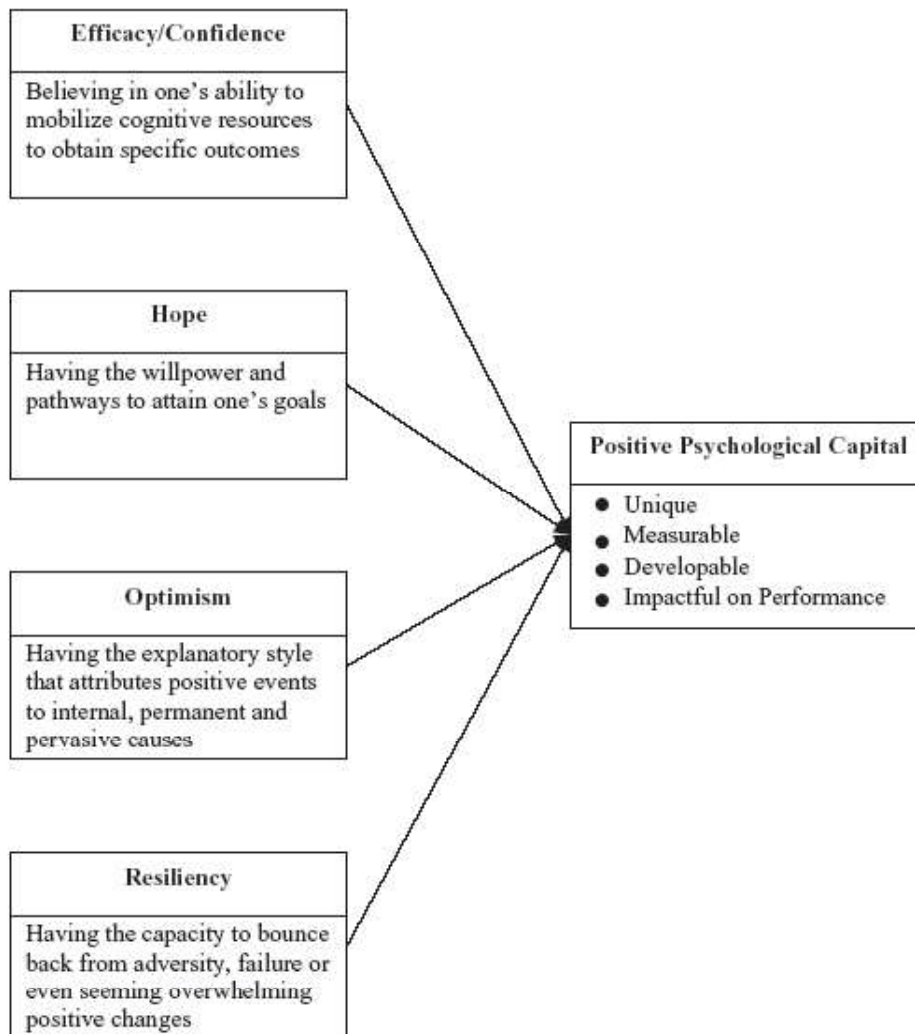 Efficacy/Confidence
Believing in one's ability to
mobilize cognitive resources
to obtain specific outcomes
Hope
Having the willpower and
pathways to attain one's goals
Optimism
Having the explanatory style
that attributes positive events
to internal, permanent and
pervasive causes
Resiliency
Having the capacity to bounce
back from adversity, failure or
even seeming overwhelming
positive changes
Positive Psychological Capital
● Unique
● Measurable
● Developable
● Impactful on Performance